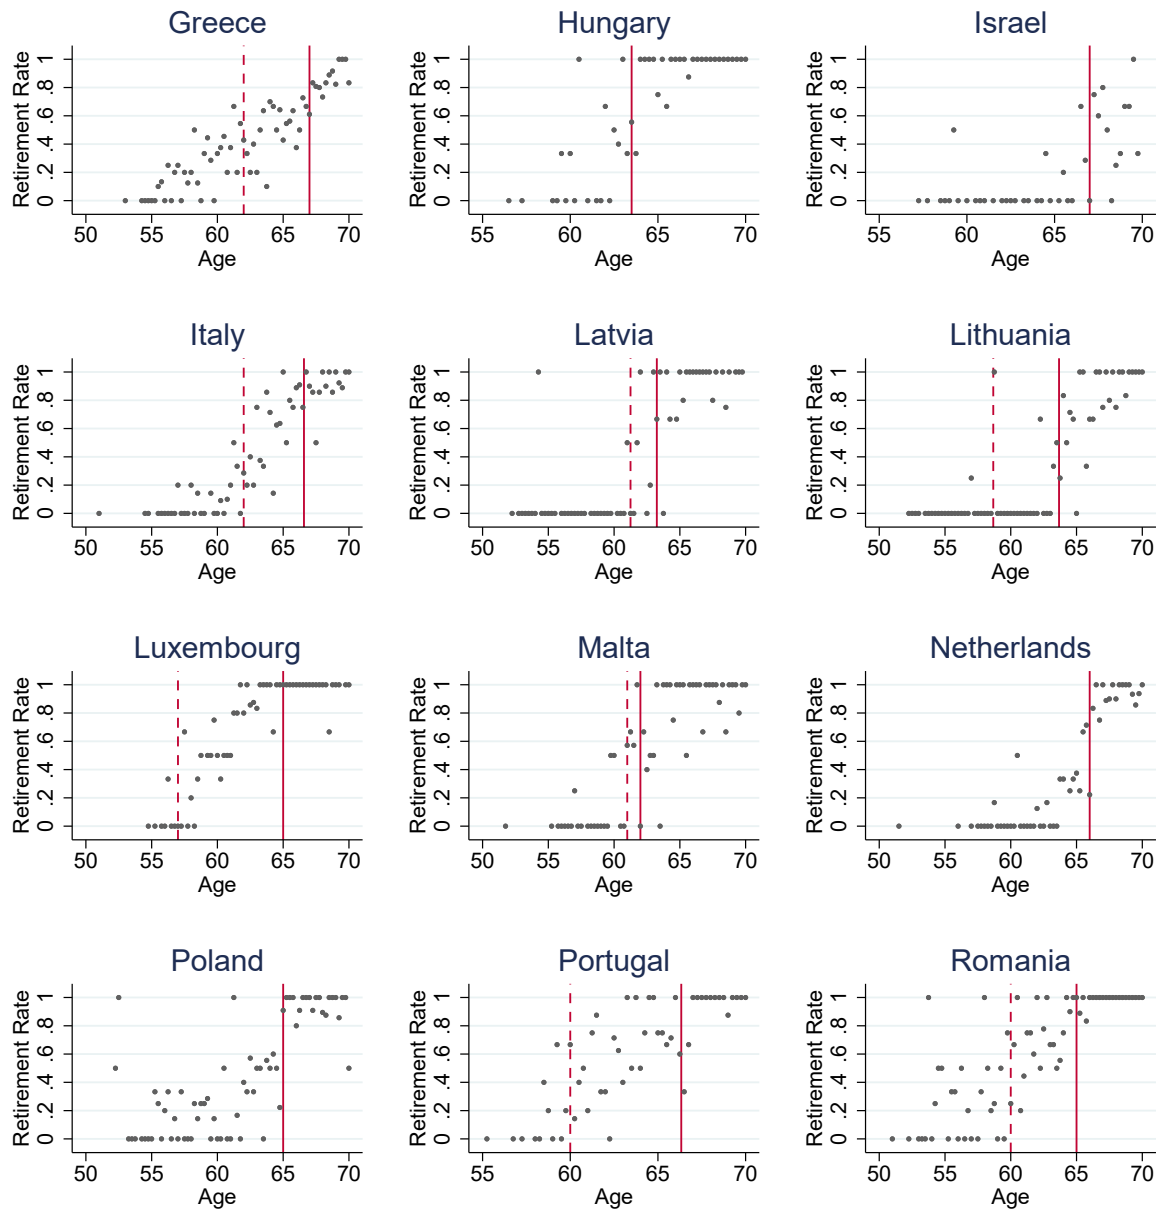 Greece
Hungary
Israel
Retirement Rate
0 .2 .4 .6 .8 1
50 55 60 65 70
Age
Retirement Rate
0 .2 .4 .6 .8 1
55 60 65 70
Age
Retirement Rate
0 .2 .4 .6 .8 1
55 60 65 70
Age
Italy
Latvia
Lithuania
Retirement Rate
0 .2 .4 .6 .8 1
50 55 60 65 70
Age
Retirement Rate
0 .2 .4 .6 .8 1
50 55 60 65 70
Age
Retirement Rate
0 .2 .4 .6 .8 1
50 55 60 65 70
Age
Luxembourg
Malta
Netherlands
Retirement Rate
0 .2 .4 .6 .8 1
50 55 60 65 70
Age
Retirement Rate
0 .2 .4 .6 .8 1
50 55 60 65 70
Age
Retirement Rate
0 .2 .4 .6 .8 1
50 55 60 65 70
Age
Poland
Portugal
Romania
Retirement Rate
0 .2 .4 .6 .8 1
50 55 60 65 70
Age
Retirement Rate
0 .2 .4 .6 .8 1
55 60 65 70
Age
Retirement Rate
0 .2 .4 .6 .8 1
50 55 60 65 70
Age